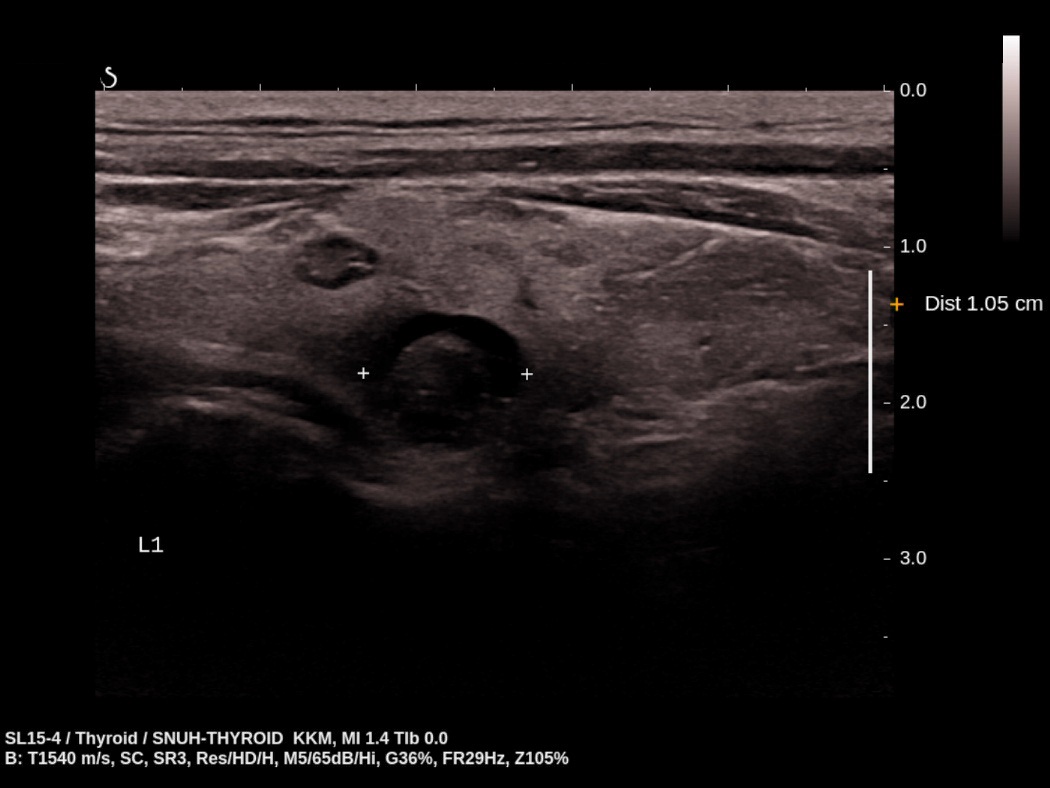 0.0
1.0
Dist 1.05 cm
2.0
L1
3.0
SL15-4 / Thyroid / SNUH-THYROID KKM, MI 1.4 TIb 0.0
B: T1540 m/s, SC, SR3, Res/HD/H, M5/65dB/Hi, G36%, FR29Hz, Z105%